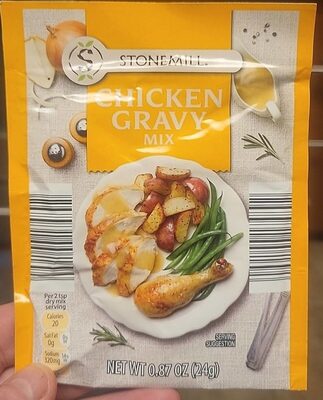 S
STONEMILL®
CHICKEN
GRAVY
MIX
Per 2 tsp
dry mix
serving
Calories
20
Sat Fat
0g
Sodium
320mg
SERVING
SUGGESTION
NET WT 0.87 OZ (24g)